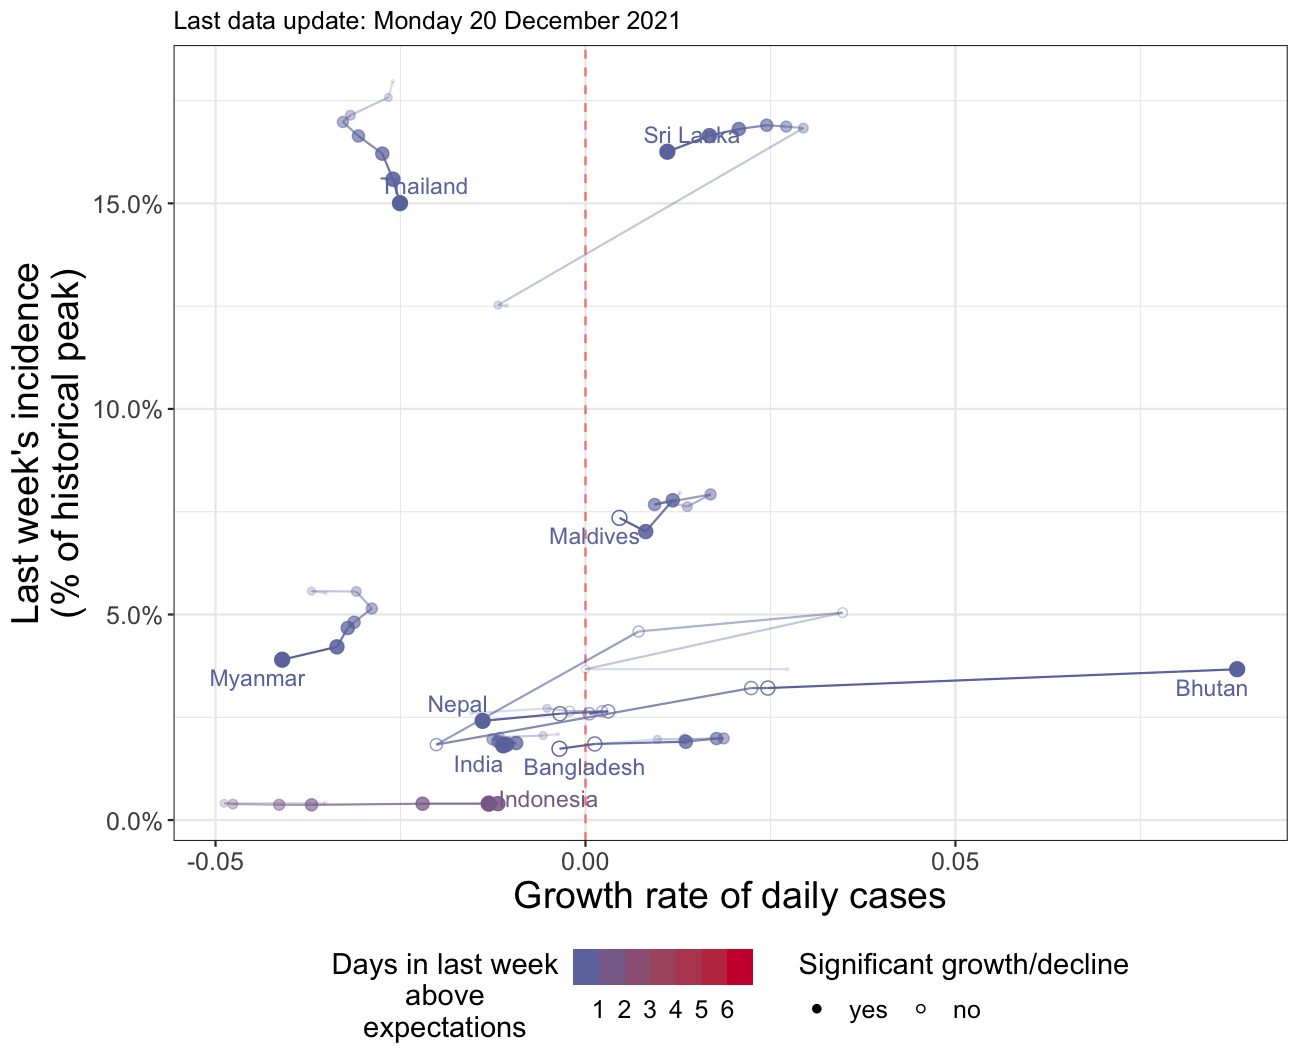 Last data update: Monday 20 December 2021
Last week's incidence
(% of historical peak)
15.0%
10.0%
5.0%
0.0%
Thailand
Sri Lanka
Maldives
Myanmar
Nepal
Bhutan
India
Bangladesh
Indonesia
-0.05
0.00
0.05
Growth rate of daily cases
Days in last week
above
expectations
1 2 3 4 5 6
Significant growth/decline
yes no